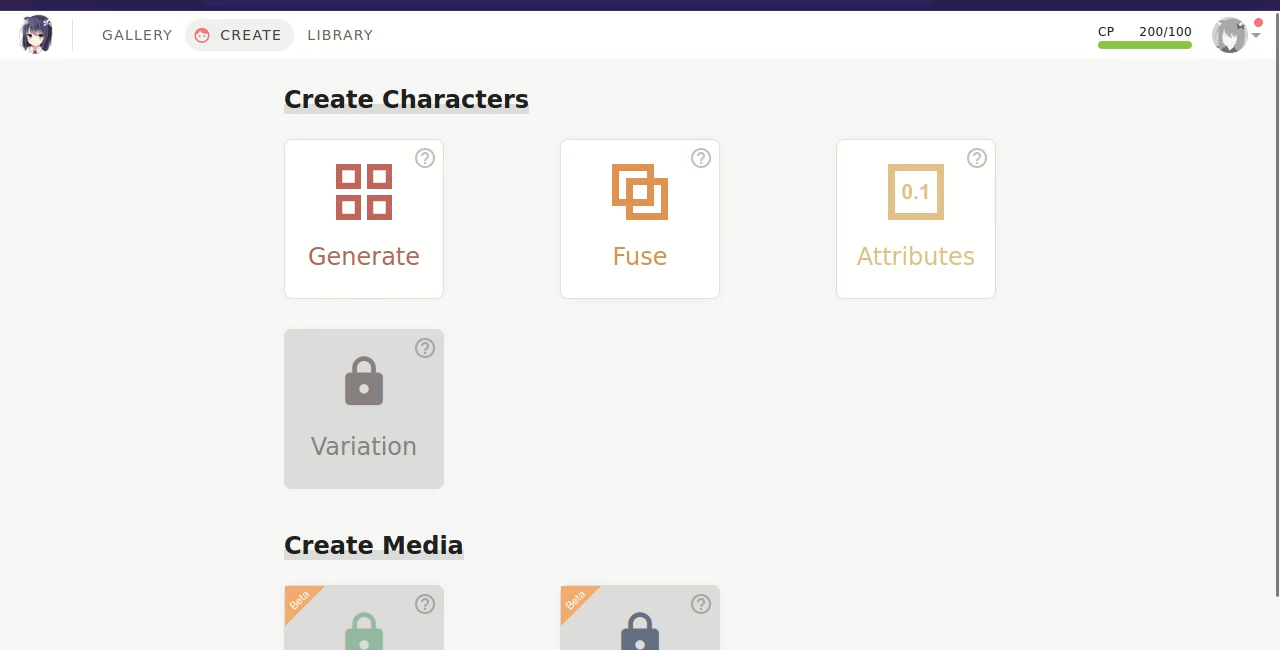 GALLERY CREATE LIBRARY CP 200/100
Create Characters
Generate
Fuse
0.1
Attributes
Variation
Create Media
Beta
Beta